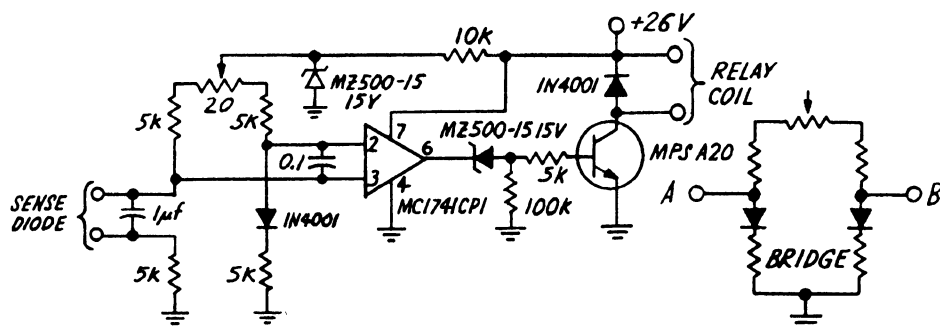 +26V
10K
MZ500-15
15V
1N4001
RELAY
COIL
20
5K
5K
7
MZ500-15 15V
2
6
0.1
3
4
5K
MPS A20
SENSE
DIODE
1µf
1N4001
MC1741CP1
100K
A
B
5K
5K
BRIDGE